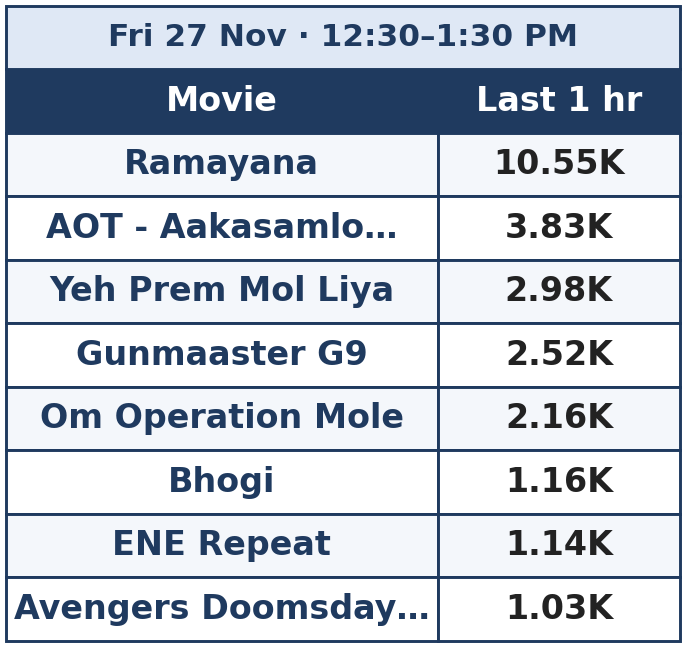 Fri 27 Nov · 12:30–1:30 PM
Movie Last 1 hr
Ramayana 10.55K
AOT - Aakasamlo… 3.83K
Yeh Prem Mol Liya 2.98K
Gunmaaster G9 2.52K
Om Operation Mole 2.16K
Bhogi 1.16K
ENE Repeat 1.14K
Avengers Doomsday… 1.03K